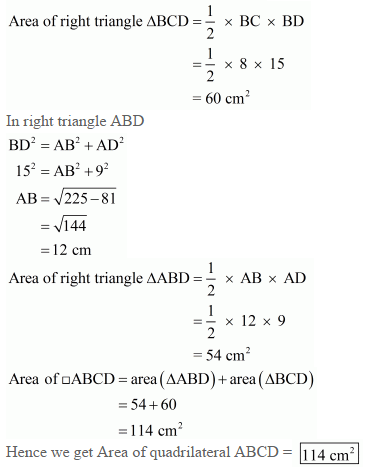 Area of right triangle ΔBCD = 1/2 × BC × BD
= 1/2 × 8 × 15
= 60 cm²
In right triangle ABD
BD² = AB² + AD²
15² = AB² + 9²
AB = √(225–81)
= √144
= 12 cm
Area of right triangle ΔABD = 1/2 × AB × AD
= 1/2 × 12 × 9
= 54 cm²
Area of □ABCD = area(ΔABD) + area(ΔBCD)
= 54 + 60
= 114 cm²
Hence we get Area of quadrilateral ABCD = 114 cm²